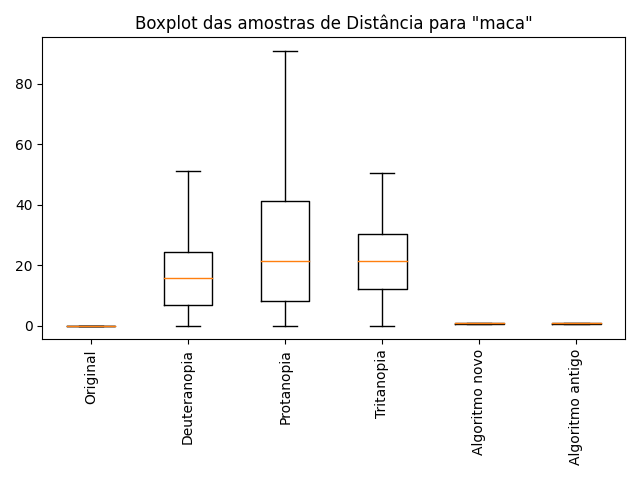 Boxplot das amostras de Distância para "maca"
80
60
40
20
0
Original
Deuteranopia
Protanopia
Tritanopia
Algoritmo novo
Algoritmo antigo